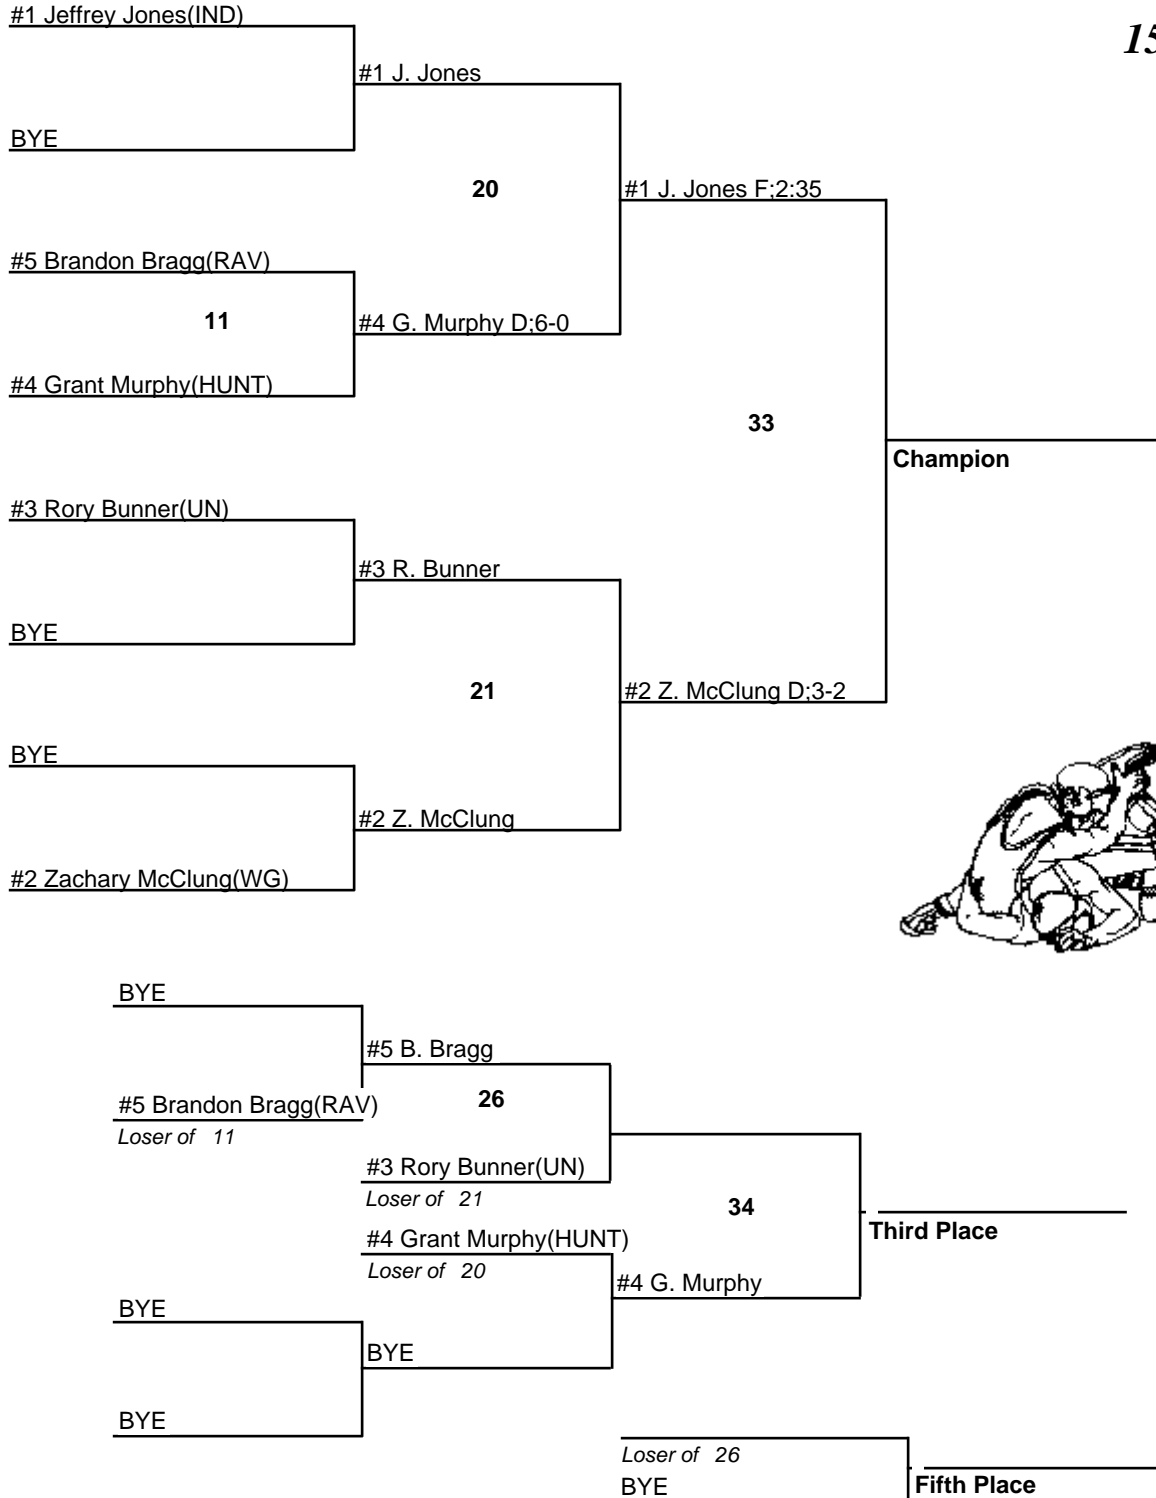 #1 Jeffrey Jones(IND)
15
#1 J. Jones
BYE
20
#1 J. Jones F;2:35
#5 Brandon Bragg(RAV)
11
#4 G. Murphy D;6-0
#4 Grant Murphy(HUNT)
33
Champion
#3 Rory Bunner(UN)
#3 R. Bunner
BYE
21
#2 Z. McClung D;3-2
BYE
#2 Z. McClung
#2 Zachary McClung(WG)
BYE
#5 B. Bragg
26
#5 Brandon Bragg(RAV)
Loser of 11
#3 Rory Bunner(UN)
Loser of 21
34
#4 Grant Murphy(HUNT)
Third Place
Loser of 20
#4 G. Murphy
BYE
BYE
BYE
Loser of 26
BYE
Fifth Place